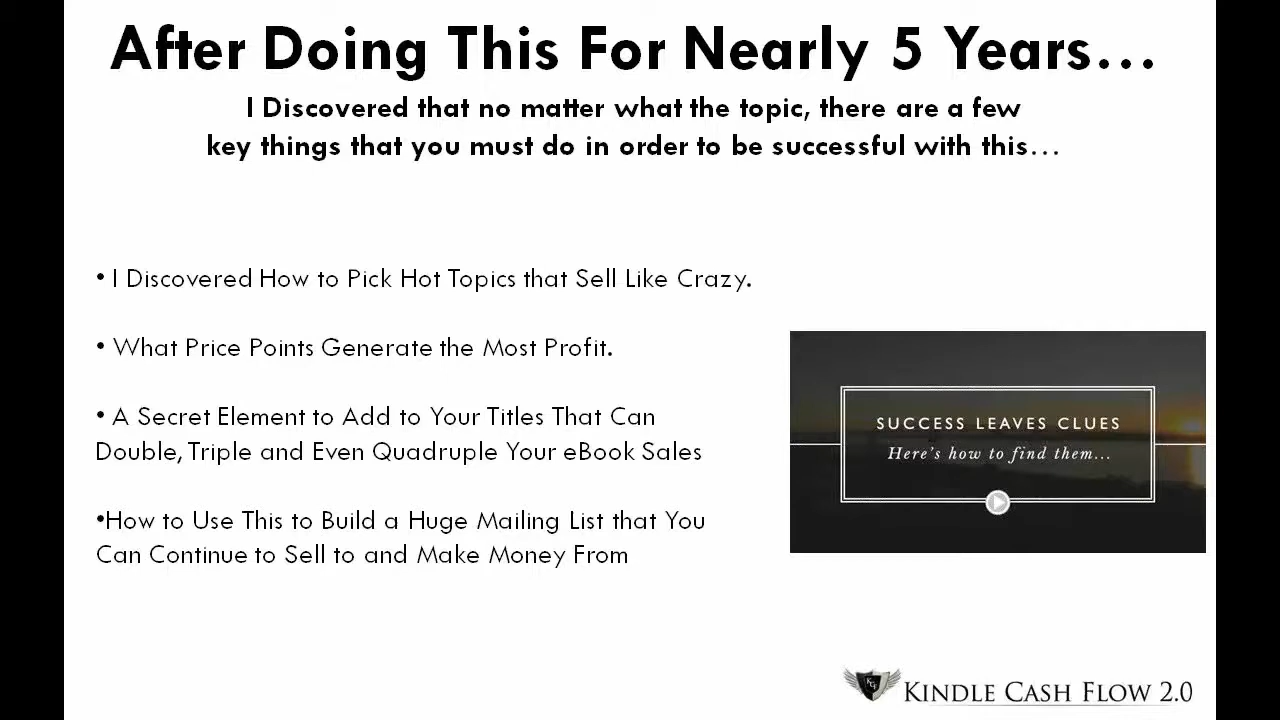 After Doing This For Nearly 5 Years...
I Discovered that no matter what the topic, there are a few
key things that you must do in order to be successful with this...
• I Discovered How to Pick Hot Topics that Sell Like Crazy.
• What Price Points Generate the Most Profit.
• A Secret Element to Add to Your Titles That Can
Double, Triple and Even Quadruple Your eBook Sales
•How to Use This to Build a Huge Mailing List that You
Can Continue to Sell to and Make Money From
SUCCESS LEAVES CLUES
Here's how to find them...
KCF
KINDLE CASH FLOW 2.0